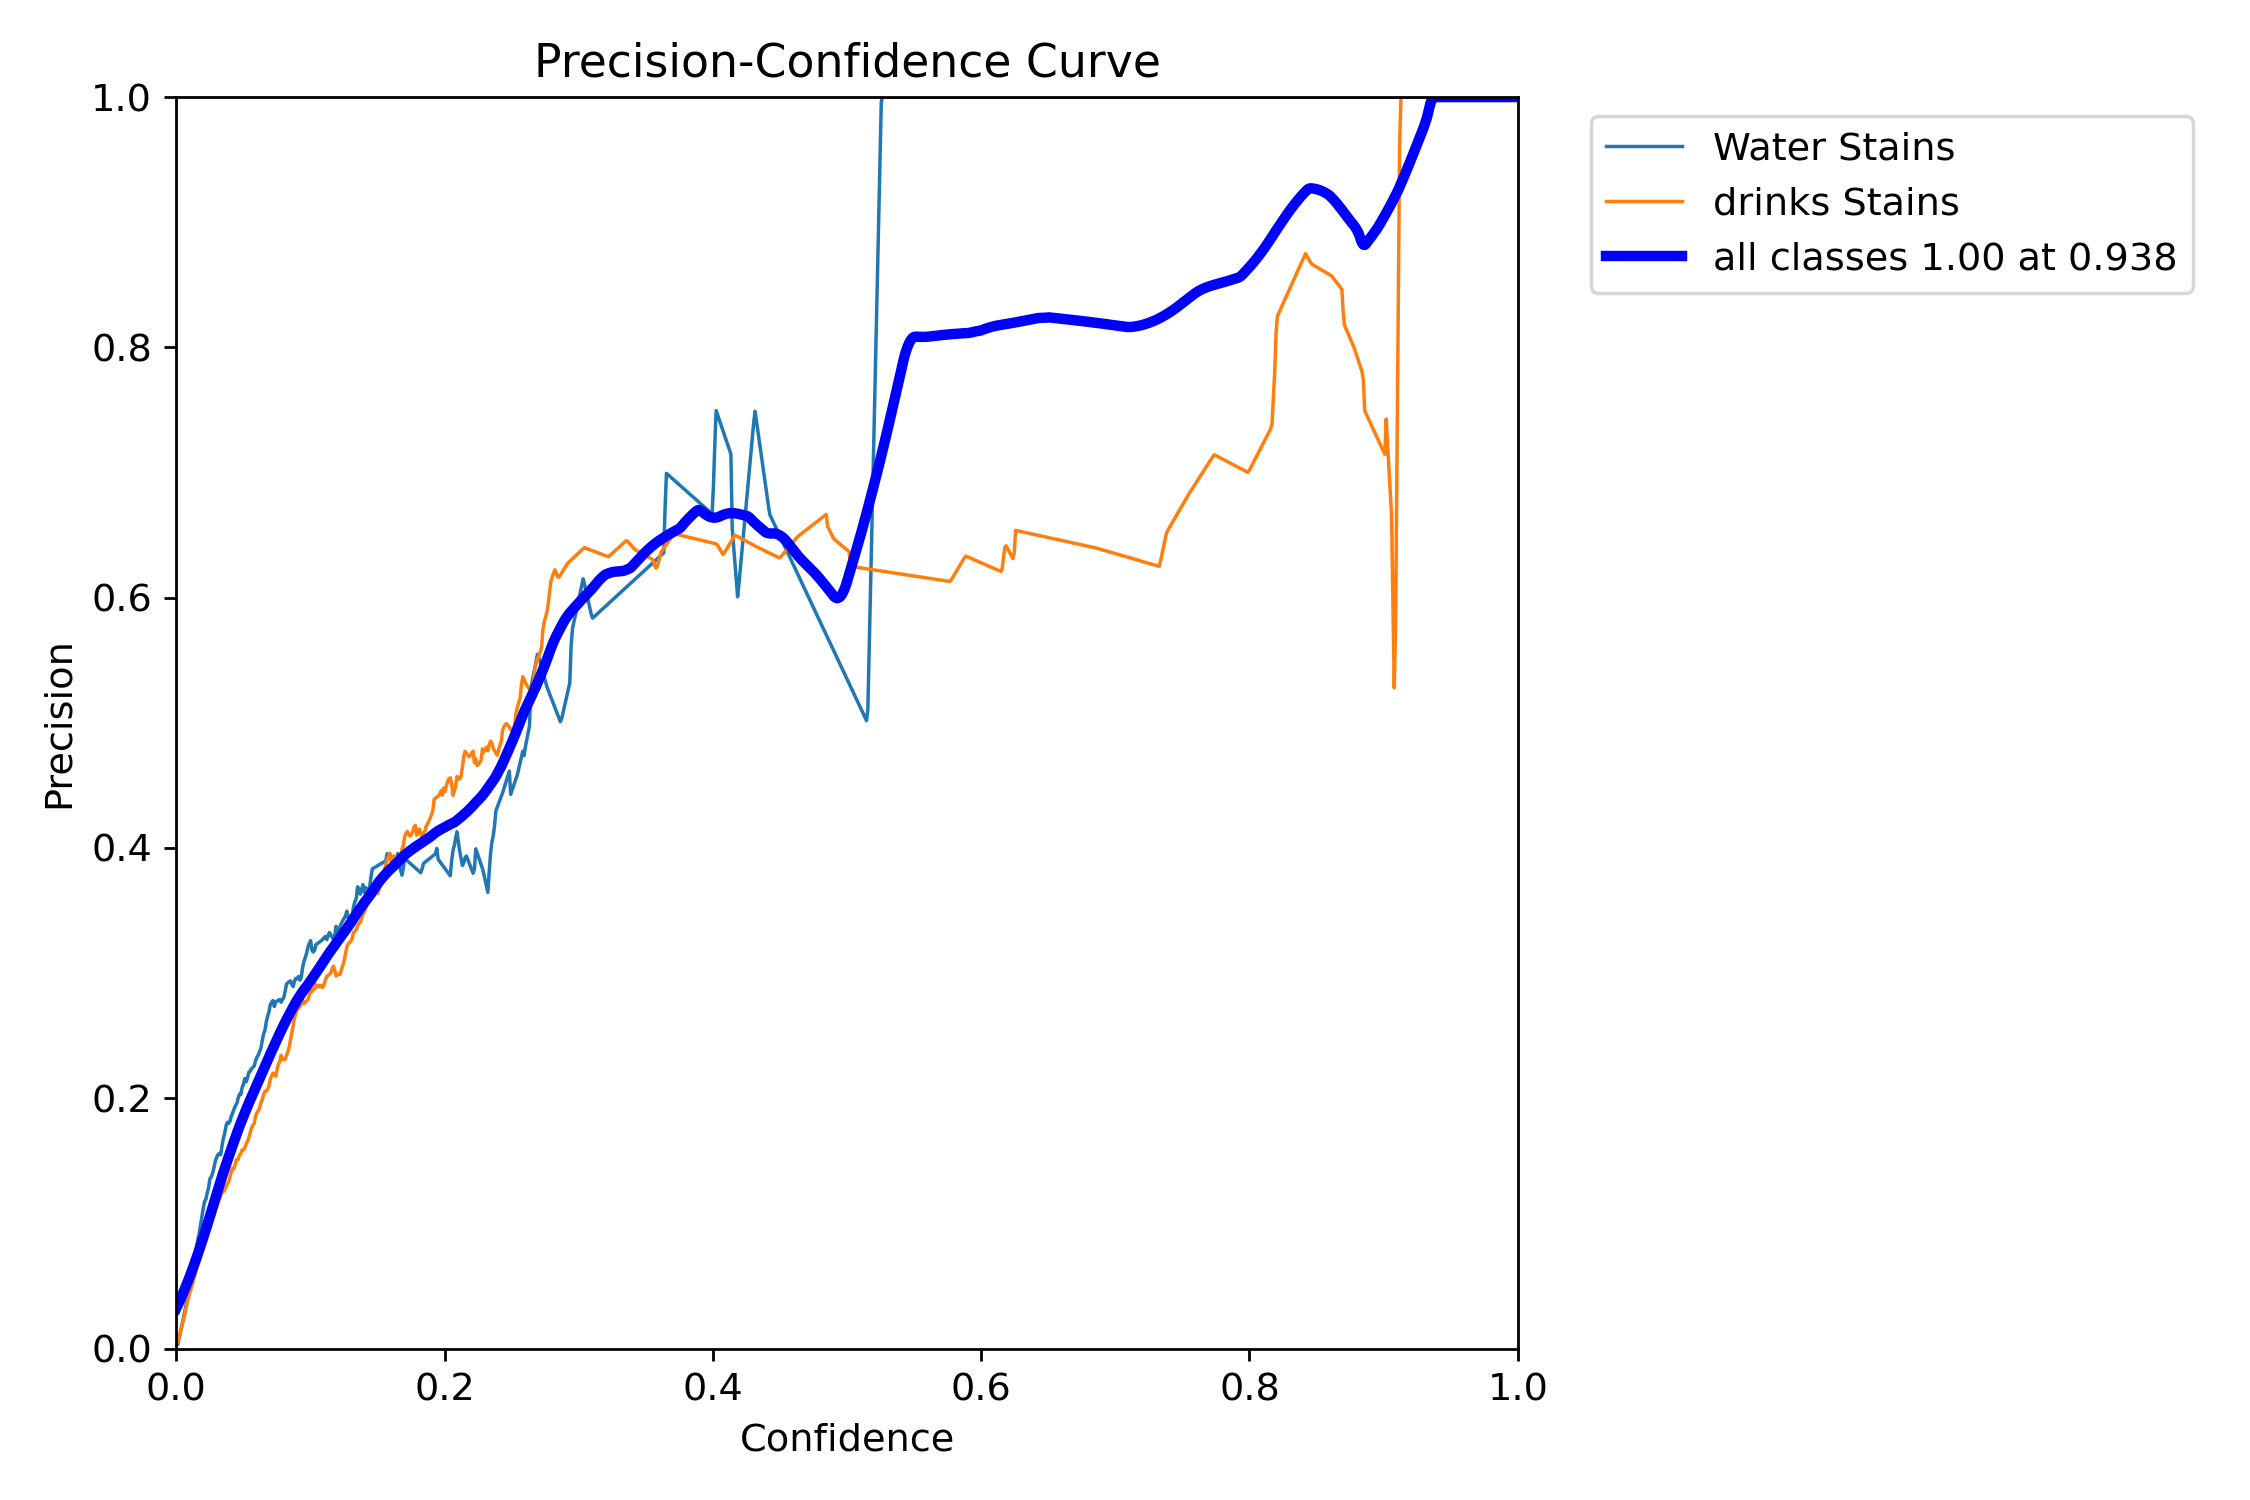 Precision-Confidence Curve
1.0
0.8
0.6
0.4
0.2
0.0
Precision
0.0 0.2 0.4 0.6 0.8 1.0
Confidence
Water Stains
drinks Stains
all classes 1.00 at 0.938